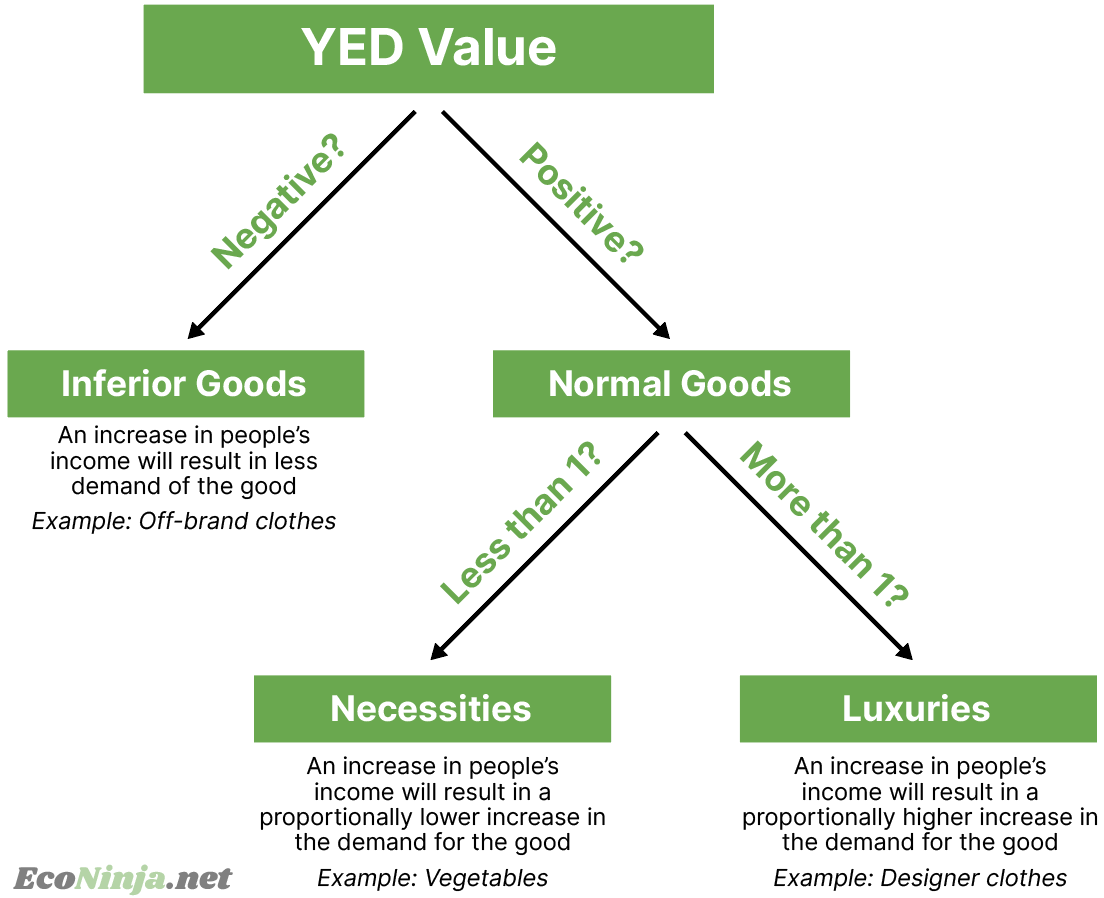 YED Value
Negative?
Positive?
Inferior Goods
An increase in people’s
income will result in less
demand of the good
Example: Off-brand clothes
Normal Goods
Less than 1?
More than 1?
Necessities
An increase in people’s
income will result in a
proportionally lower increase in
the demand for the good
Example: Vegetables
Luxuries
An increase in people’s
income will result in a
proportionally higher increase in
the demand for the good
Example: Designer clothes
EcoNinja.net